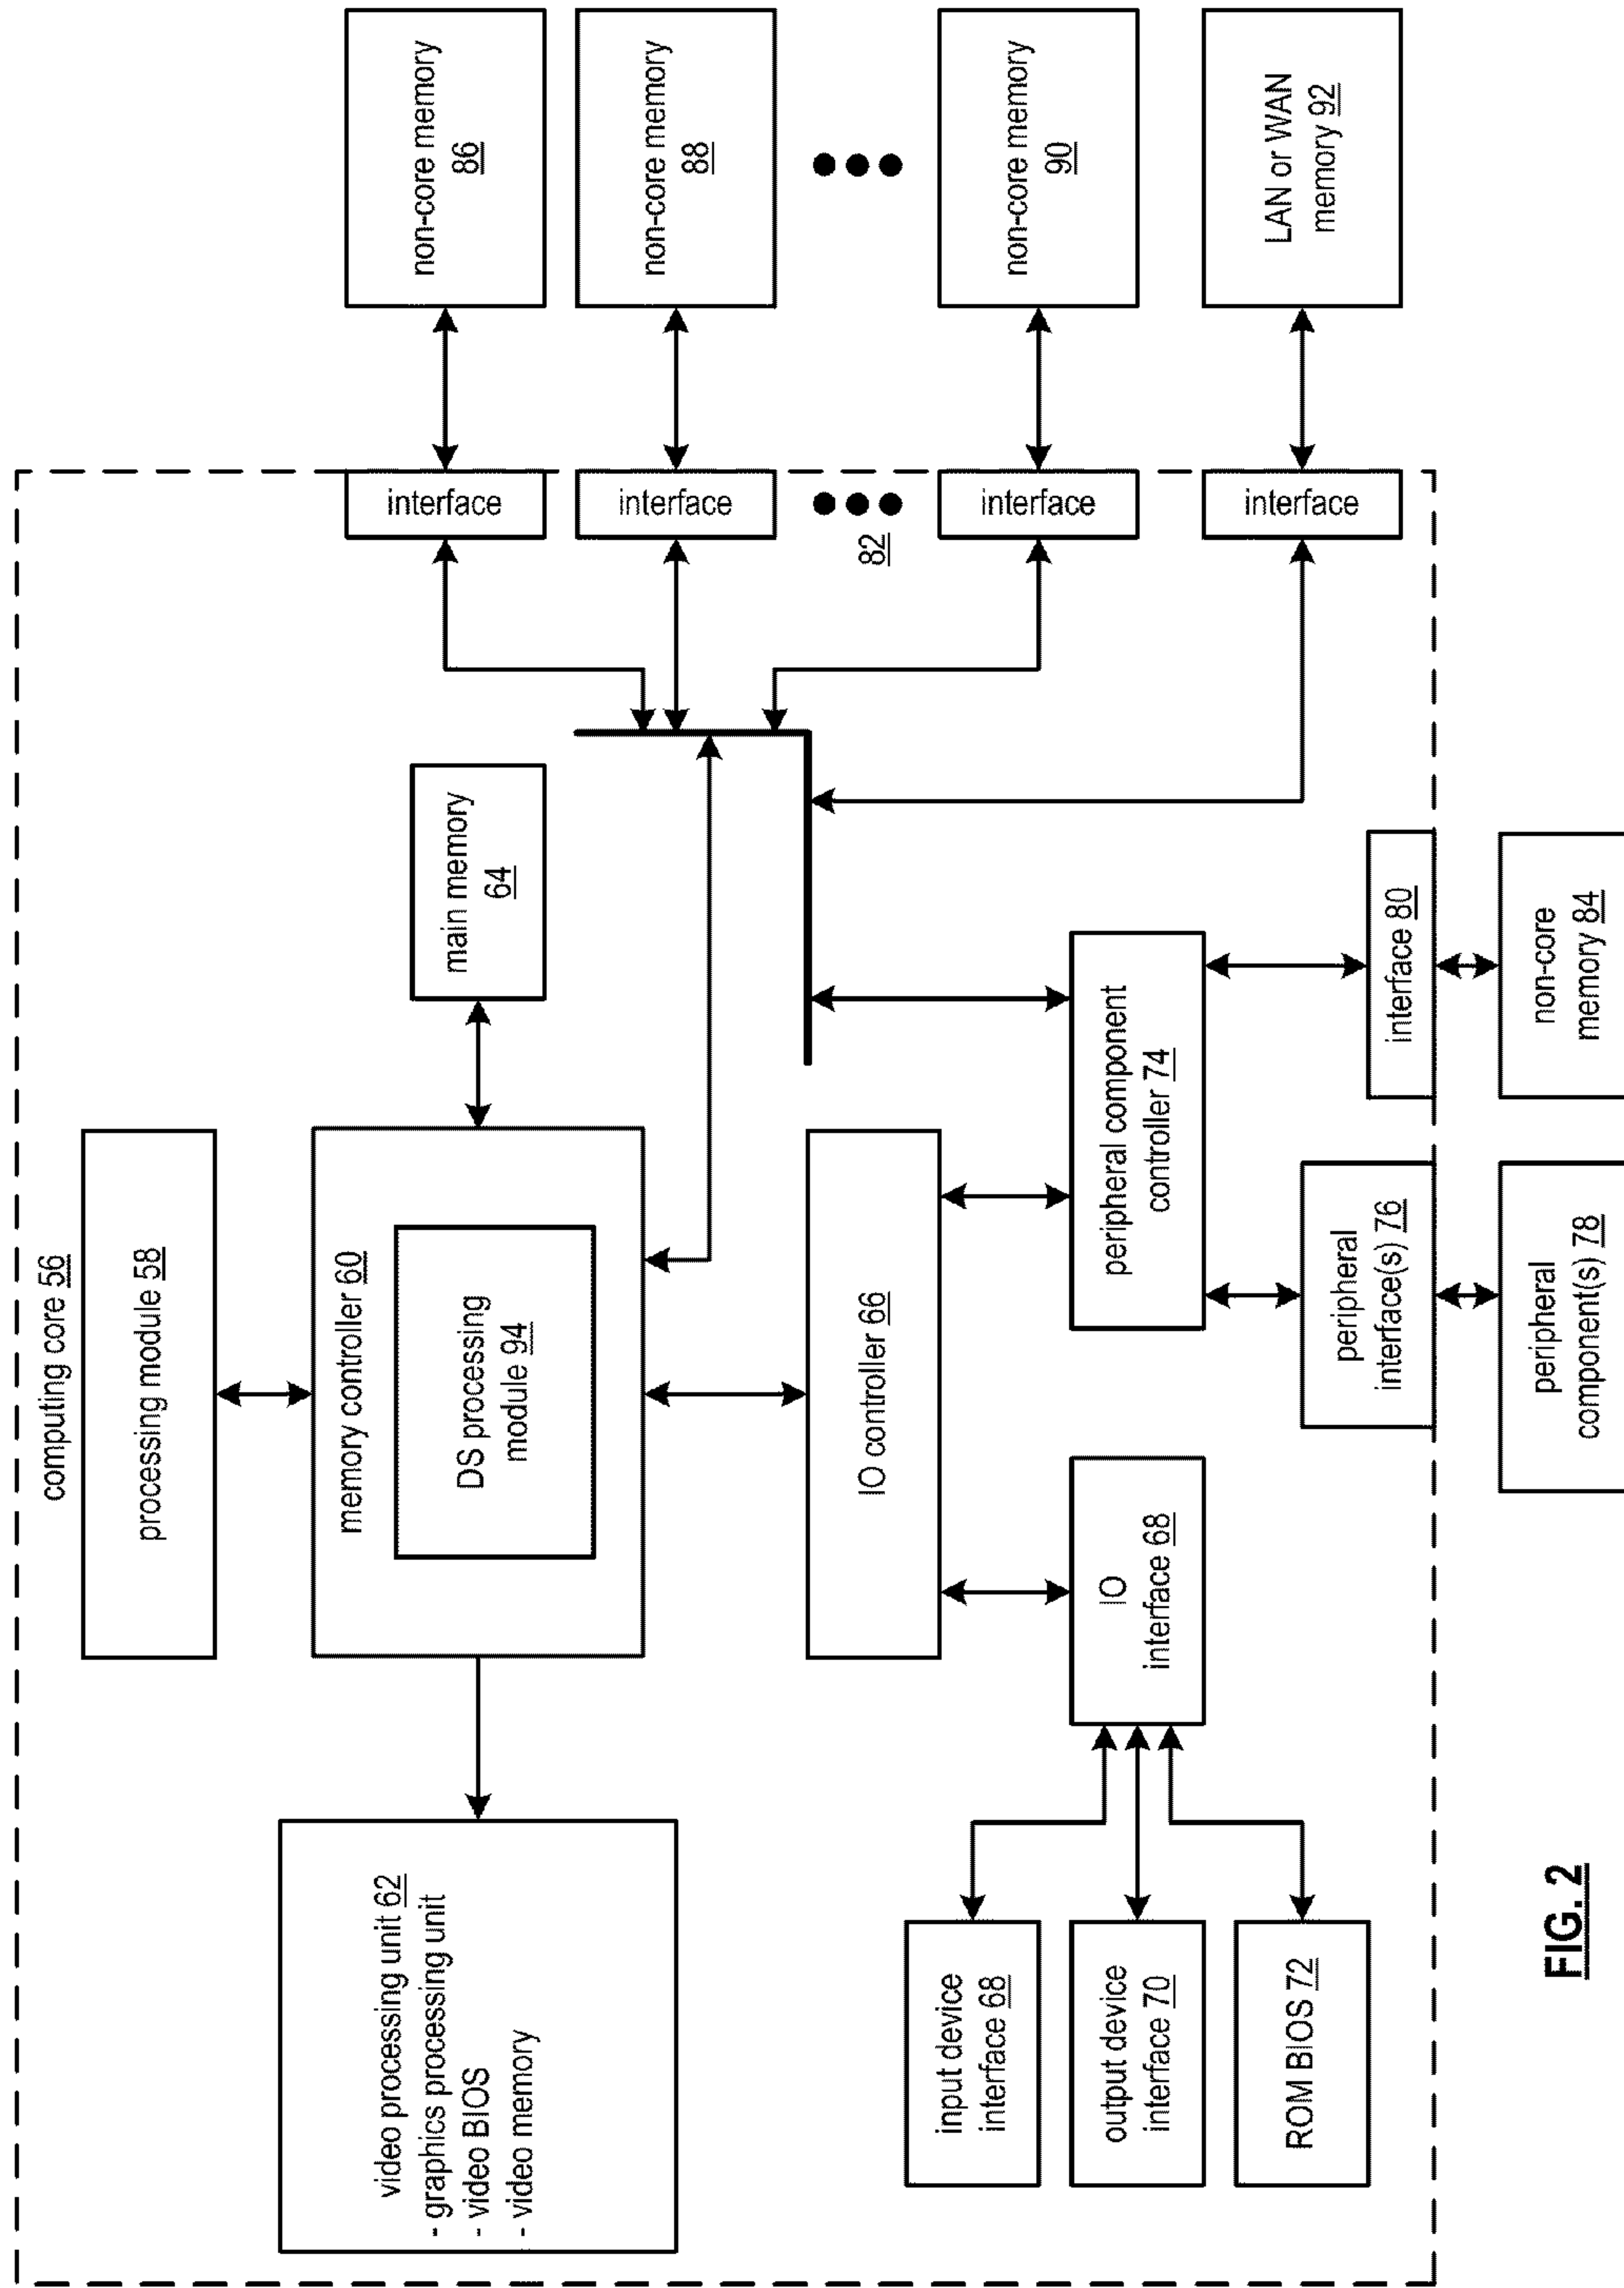 computing core 56
processing module 58
video processing unit 62
- graphics processing unit
- video BIOS
- video memory
memory controller 60
DS processing
module 94
main memory
64
interface
non-core memory
86
interface
non-core memory
88
82
interface
non-core memory
90
interface
LAN or WAN
memory 92
IO controller 66
input device
interface 68
output device
interface 70
ROM BIOS 72
IO
interface 68
peripheral component
controller 74
peripheral
interface(s) 76
interface 80
peripheral
component(s) 78
non-core
memory 84
FIG. 2